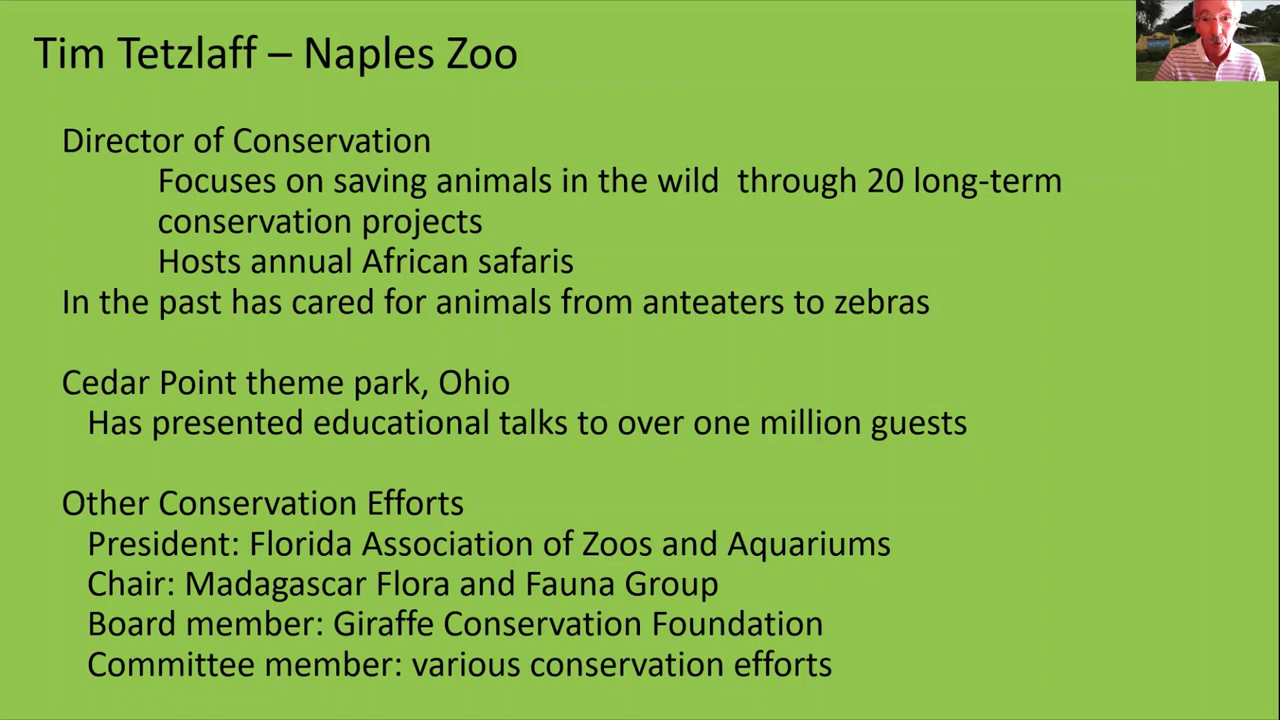 Tim Tetzlaff – Naples Zoo
Director of Conservation
Focuses on saving animals in the wild  through 20 long-term
conservation projects
Hosts annual African safaris
In the past has cared for animals from anteaters to zebras
Cedar Point theme park, Ohio
Has presented educational talks to over one million guests
Other Conservation Efforts
President: Florida Association of Zoos and Aquariums
Chair: Madagascar Flora and Fauna Group
Board member: Giraffe Conservation Foundation
Committee member: various conservation efforts